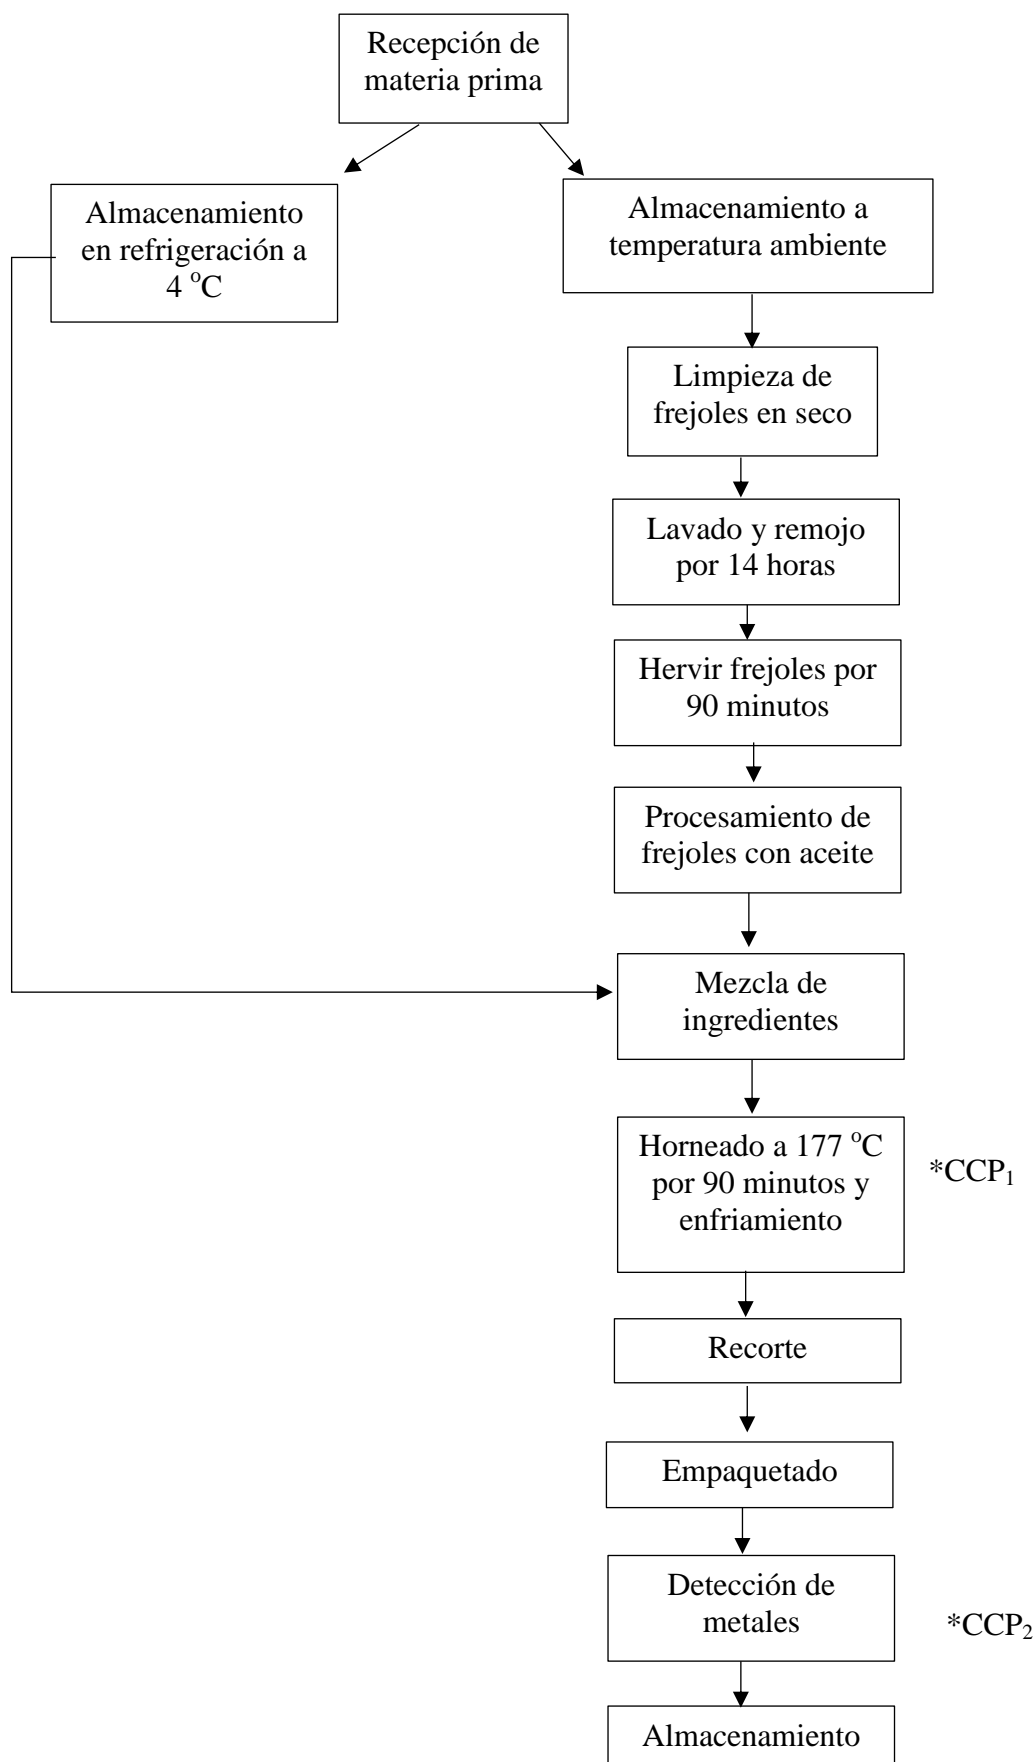 Recepción de
materia prima
Almacenamiento
en refrigeración a
4 °C
Almacenamiento a
temperatura ambiente
Limpieza de
frejoles en seco
Lavado y remojo
por 14 horas
Hervir frejoles por
90 minutos
Procesamiento de
frejoles con aceite
Mezcla de
ingredientes
Horneado a 177 °C
por 90 minutos y
enfriamiento
*CCP₁
Recorte
Empaquetado
Detección de
metales
*CCP₂
Almacenamiento